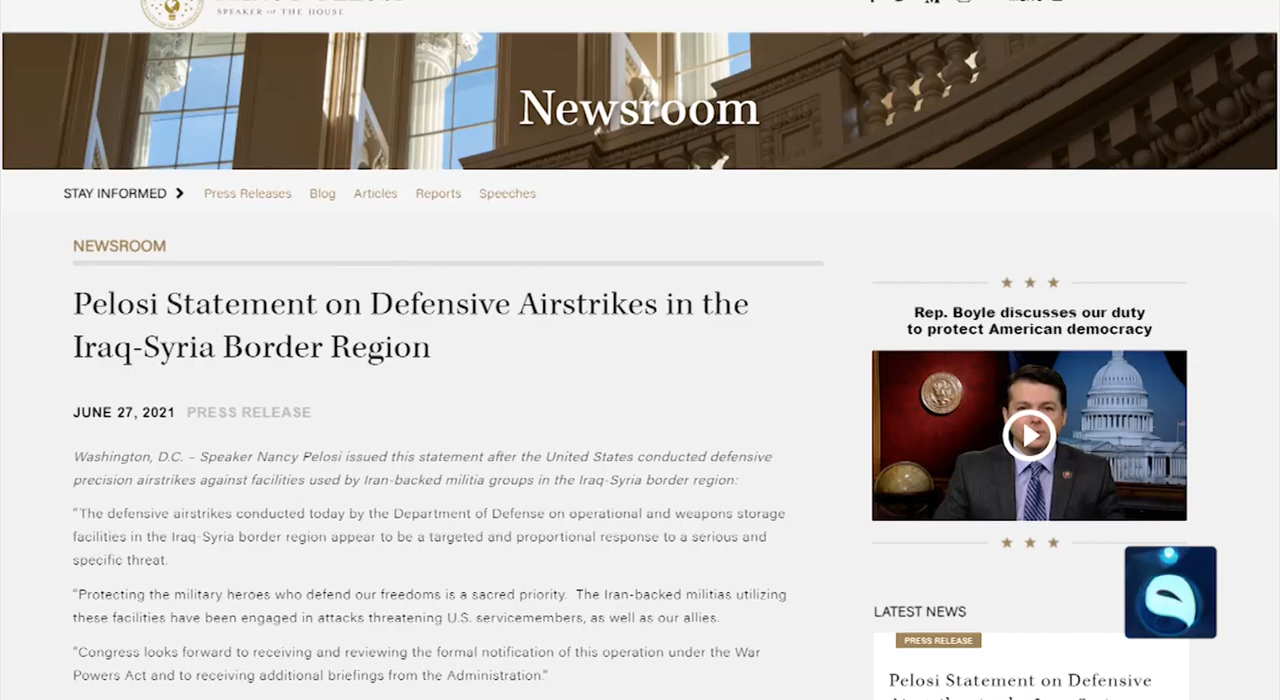 SPEAKER OF THE HOUSE
Newsroom
STAY INFORMED
Press Releases Blog Articles Reports Speeches
NEWSROOM
Pelosi Statement on Defensive Airstrikes in the
Iraq-Syria Border Region
JUNE 27, 2021 PRESS RELEASE
Washington, D.C. – Speaker Nancy Pelosi issued this statement after the United States conducted defensive
precision airstrikes against facilities used by Iran-backed militia groups in the Iraq-Syria border region:
“The defensive airstrikes conducted today by the Department of Defense on operational and weapons storage
facilities in the Iraq-Syria border region appear to be a targeted and proportional response to a serious and
specific threat.
“Protecting the military heroes who defend our freedoms is a sacred priority. The Iran-backed militias utilizing
these facilities have been engaged in attacks threatening U.S. servicemembers, as well as our allies.
“Congress looks forward to receiving and reviewing the formal notification of this operation under the War
Powers Act and to receiving additional briefings from the Administration.”
Rep. Boyle discusses our duty
to protect American democracy
LATEST NEWS
PRESS RELEASE
Pelosi Statement on Defensive